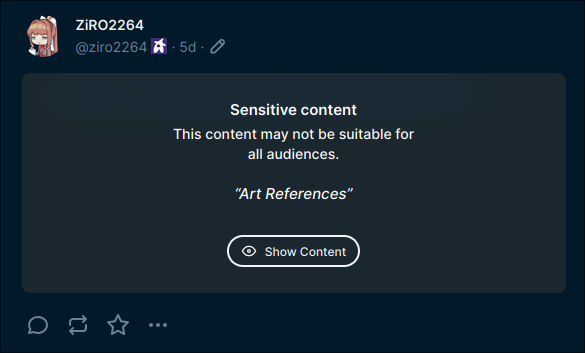 ZiRO2264
@ziro2264 · 5d ·
Sensitive content
This content may not be suitable for
all audiences.
“Art References”
Show Content